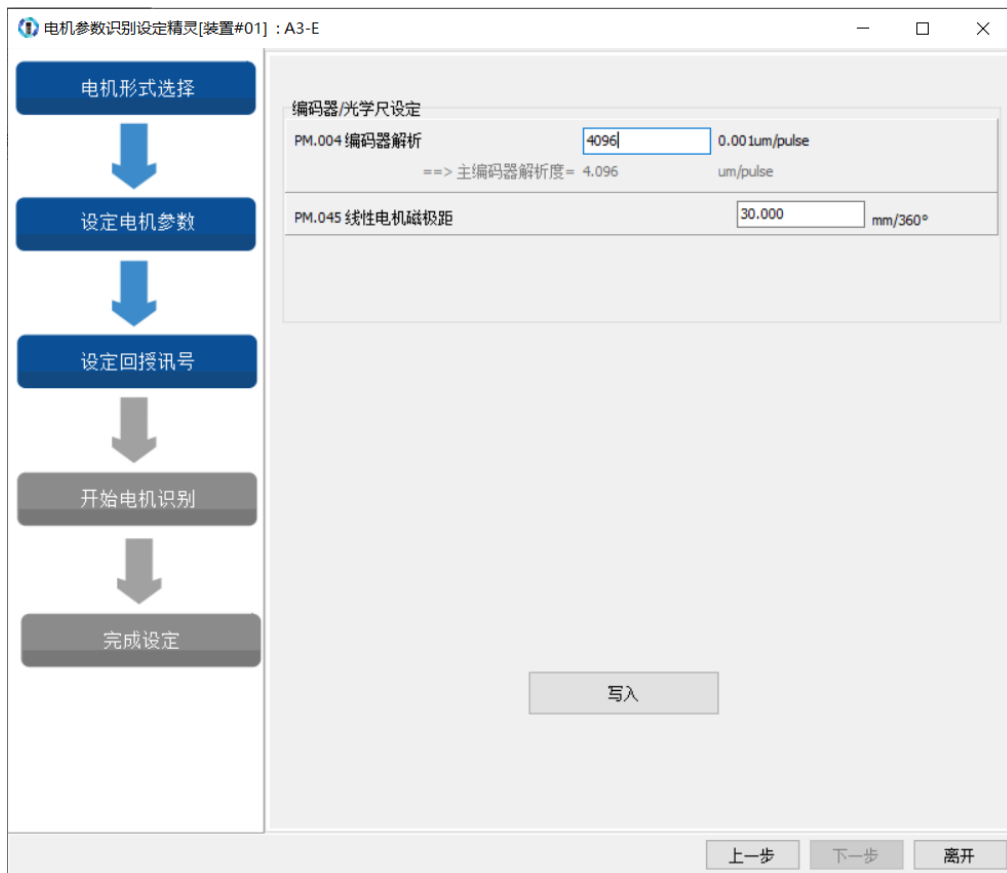 电机参数识别设定精灵[装置#01] : A3-E
电机形式选择
设定电机参数
设定回授讯号
开始电机识别
完成设定
编码器/光学尺设定
PM.004 编码器解析 4096 0.001um/pulse
==> 主编码器解析度= 4.096 um/pulse
PM.045 线性电机磁极距 30.000 mm/360°
写入
上一步 下一步 离开